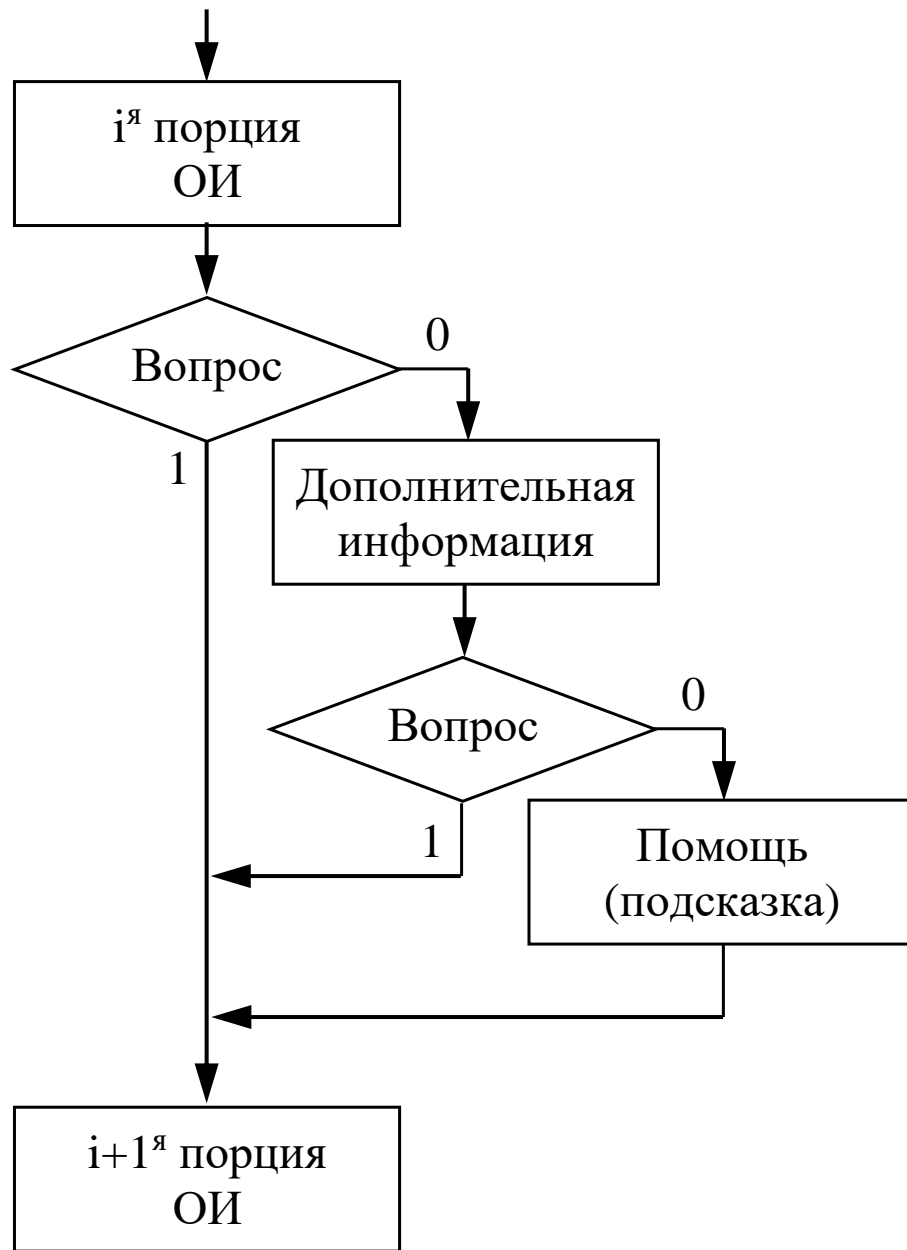 iя порция
ОИ
Вопрос
0
1
Дополнительная
информация
Вопрос
0
1
Помощь
(подсказка)
i+1я порция
ОИ